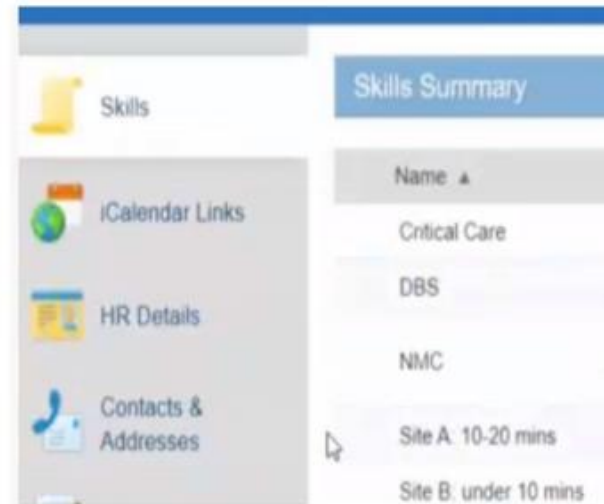 Skills
iCalendar Links
HR Details
Contacts &
Addresses
Skills Summary
Name ▲
Critical Care
DBS
NMC
Site A: 10-20 mins
Site B: under 10 mins